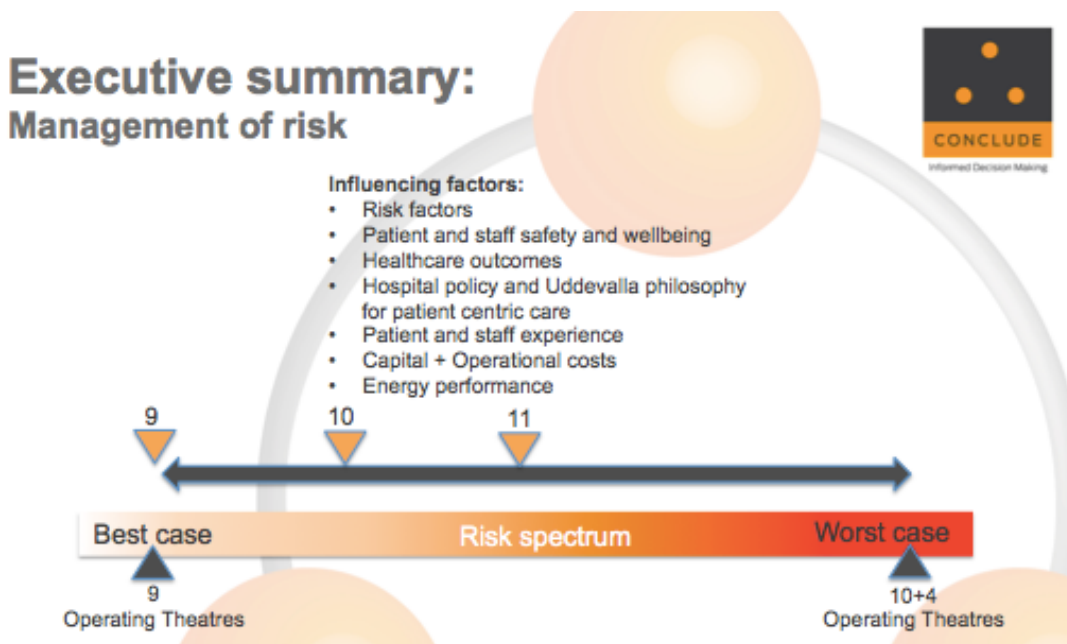 Executive summary:
Management of risk
CONCLUDE
Informed Decision Making
Influencing factors:
• Risk factors
• Patient and staff safety and wellbeing
• Healthcare outcomes
• Hospital policy and Uddevalla philosophy
for patient centric care
• Patient and staff experience
• Capital + Operational costs
• Energy performance
9 10 11
Best case Risk spectrum Worst case
9 10+4
Operating Theatres Operating Theatres